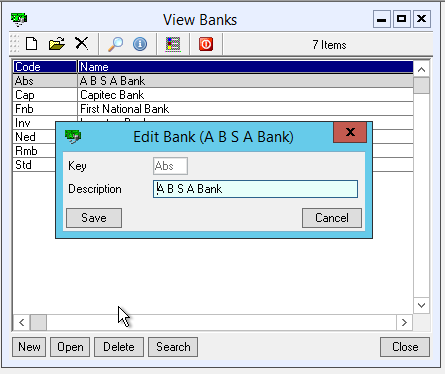 View Banks
7 Items
Code Name
Abs A B S A Bank
Cap Capitec Bank
Fnb First National Bank
Inv
Ned
Rmb
Std
Edit Bank (A B S A Bank)
x
Key Abs
Description A B S A Bank
Save Cancel
New Open Delete Search Close